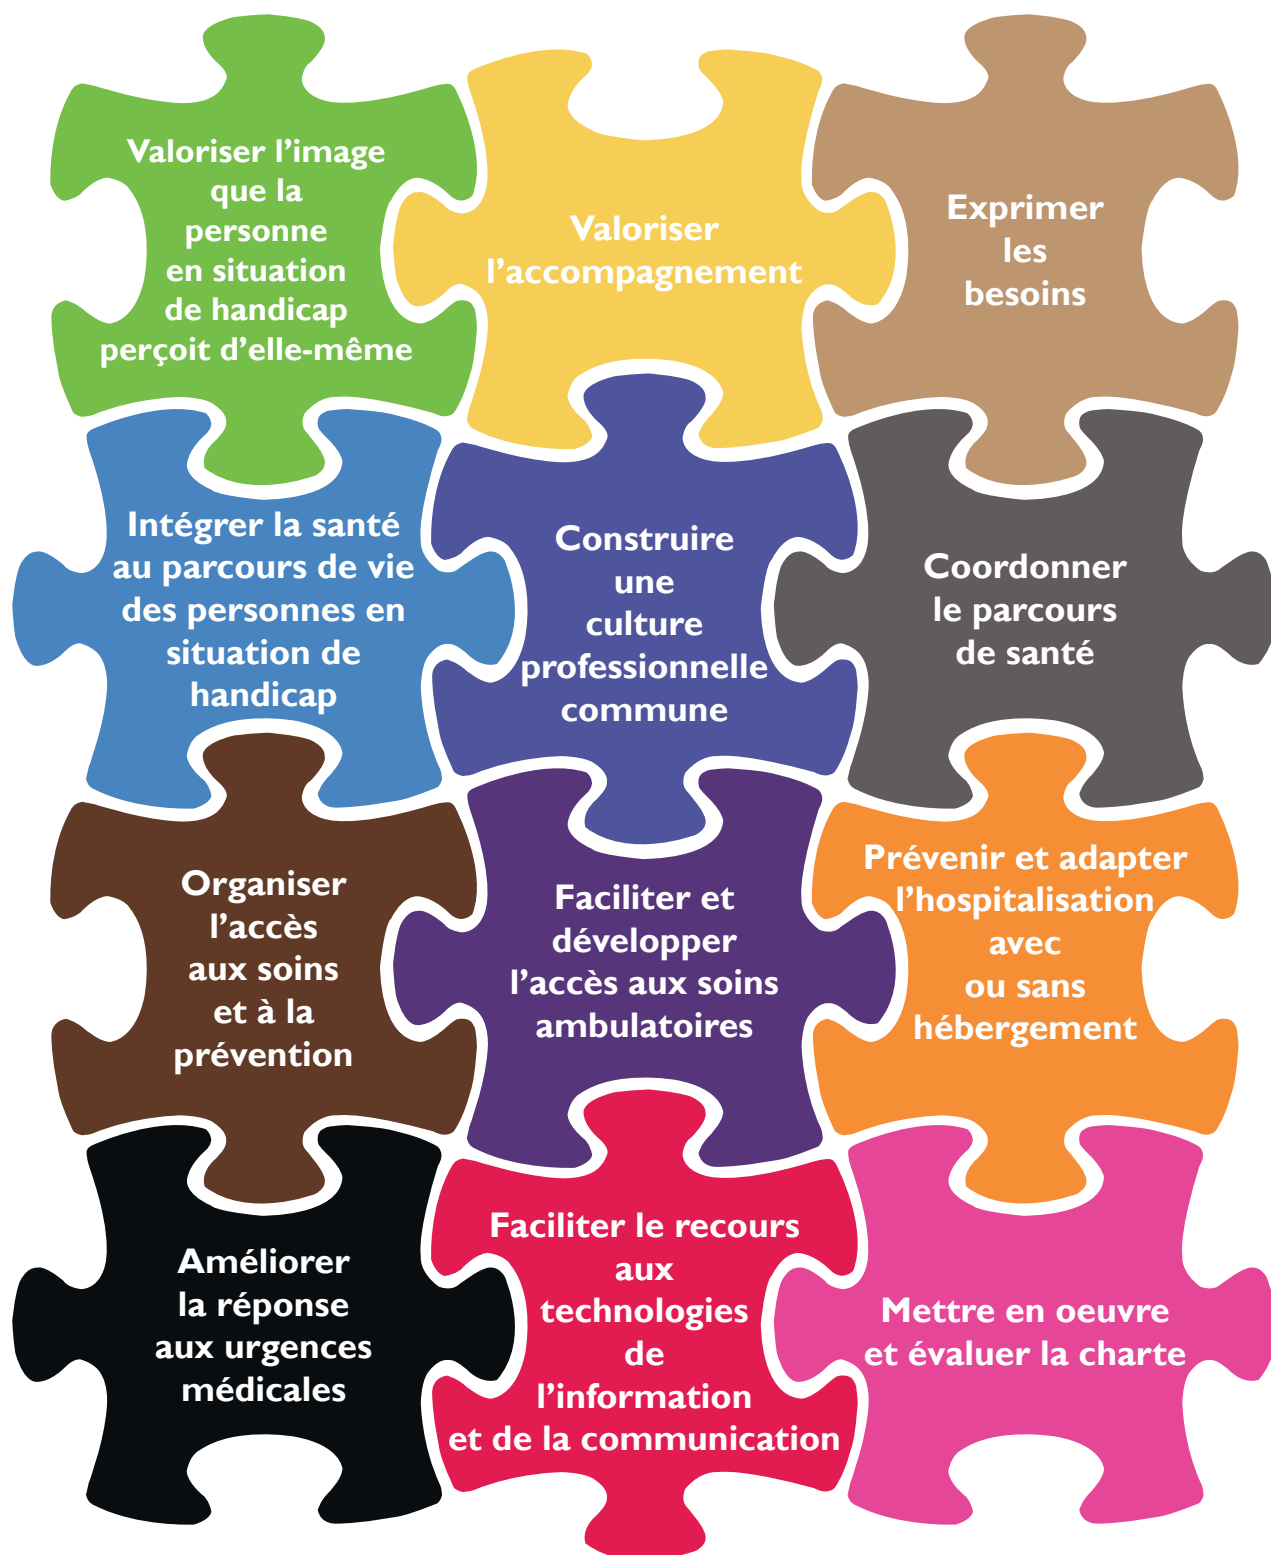 Valoriser l’image
que la
personne
en situation
de handicap
perçoit d’elle-même
Valoriser
l’accompagnement
Exprimer
les
besoins
Intégrer la santé
au parcours de vie
des personnes en
situation de
handicap
Construire
une
culture
professionnelle
commune
Coordonner
le parcours
de santé
Organiser
l’accès
aux soins
et à la
prévention
Faciliter et
développer
l’accès aux soins
ambulatoires
Prévenir et adapter
l’hospitalisation
avec
ou sans
hébergement
Améliorer
la réponse
aux urgences
médicales
Faciliter le recours
aux
technologies
de
l’information
et de la communication
Mettre en oeuvre
et évaluer la charte